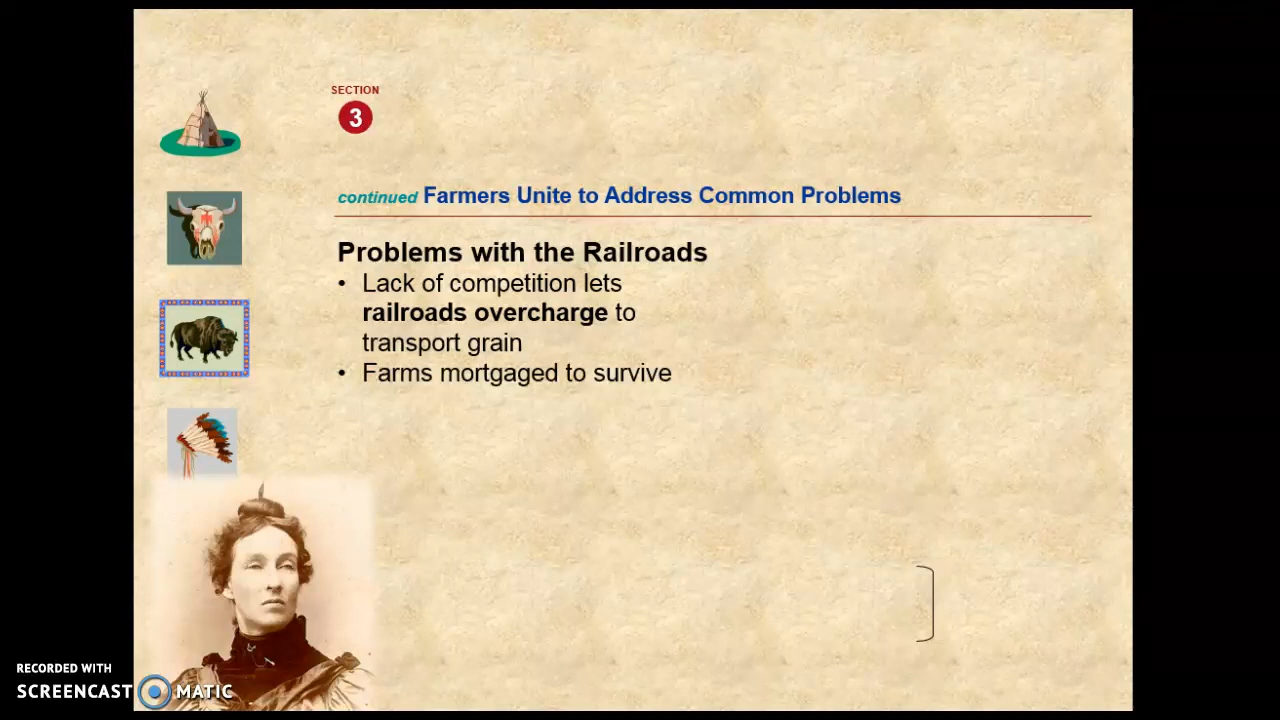 SECTION
3
continued Farmers Unite to Address Common Problems
Problems with the Railroads
• Lack of competition lets
railroads overcharge to
transport grain
• Farms mortgaged to survive
RECORDED WITH
SCREENCAST MATIC